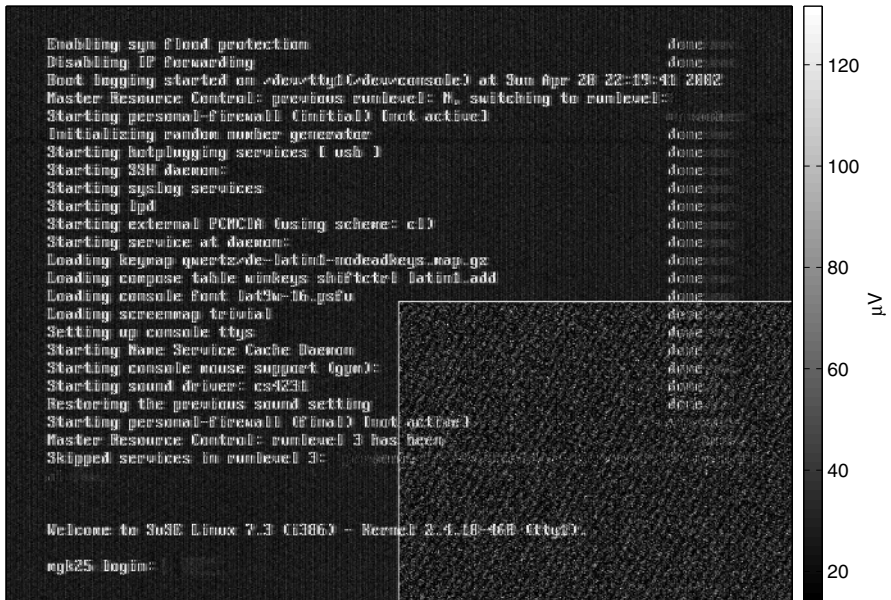 Enabling syn flood protection done
Disabling IP forwarding done
Boot logging started on /dev/tty1(/dev/console) at Sun Apr 28 22:19:41 2002
Master Resource Control: previous runlevel: N, switching to runlevel:
Starting personal-firewall (initial) [not active]
Initializing random number generator done
Starting hotplugging services [ usb ] done
Starting SSH daemon: done
Starting syslog services done
Starting lpd done
Starting external PCMCIA (using scheme: cl) done
Starting service at daemon: done
Loading keymap qwertz/de-latin1-nodeadkeys.map.gz done
Loading compose table winkeys shiftctrl latin1.add done
Loading console font lat9w-16.psfu done
Loading screenmap trivial done
Setting up console ttys done
Starting Name Service Cache Daemon done
Starting console mouse support (gpm): done
Starting sound driver: cs4231 done
Restoring the previous sound setting done
Starting personal-firewall (final) [not active]
Master Resource Control: runlevel 3 has been
Skipped services in runlevel 3:
Welcome to SuSE Linux 7.3 (i386) - Kernel 2.4.10-4GB (tty1).
mgk25 login:
120
100
80
60
40
20
µV